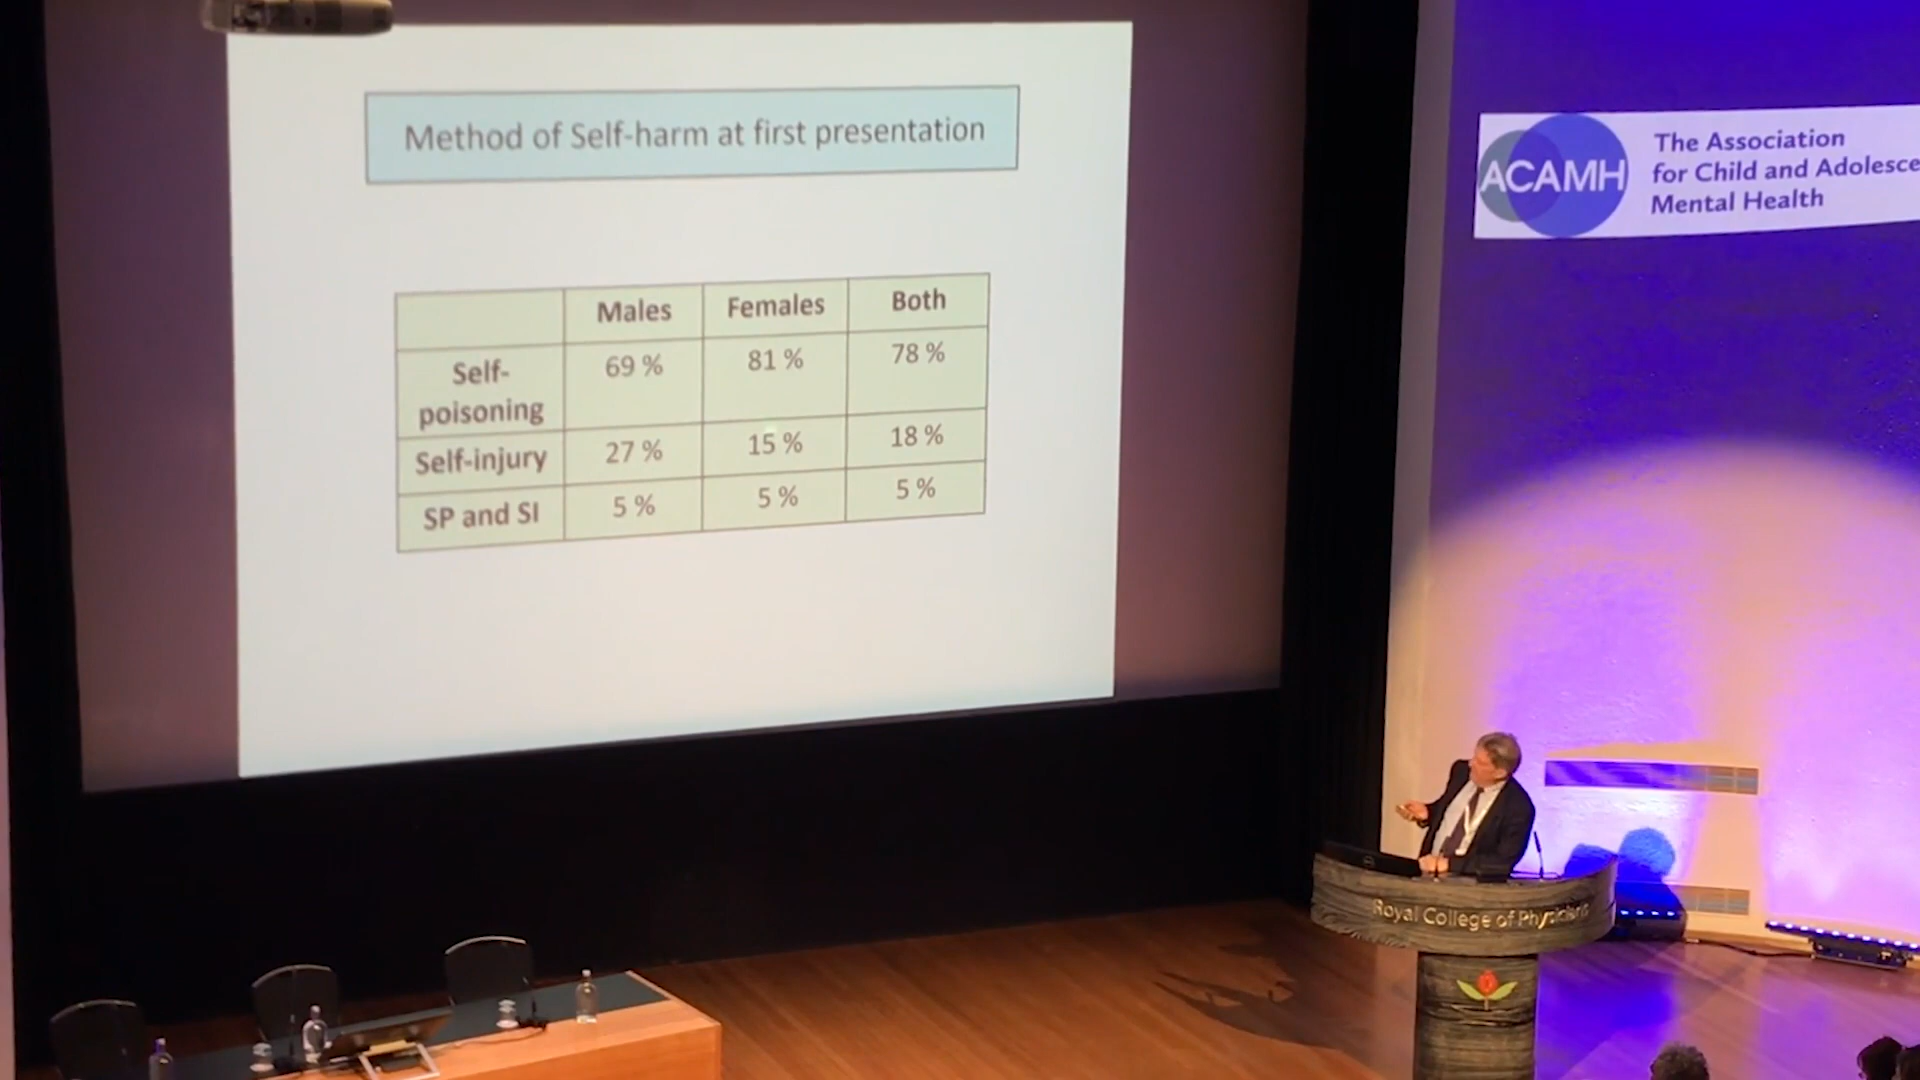 Method of Self-harm at first presentation
Males Females Both
Self-poisoning 69 % 81 % 78 %
Self-injury 27 % 15 % 18 %
SP and SI 5 % 5 % 5 %
ACAMH
The Association
for Child and Adolesce
Mental Health
Royal College of Physicians